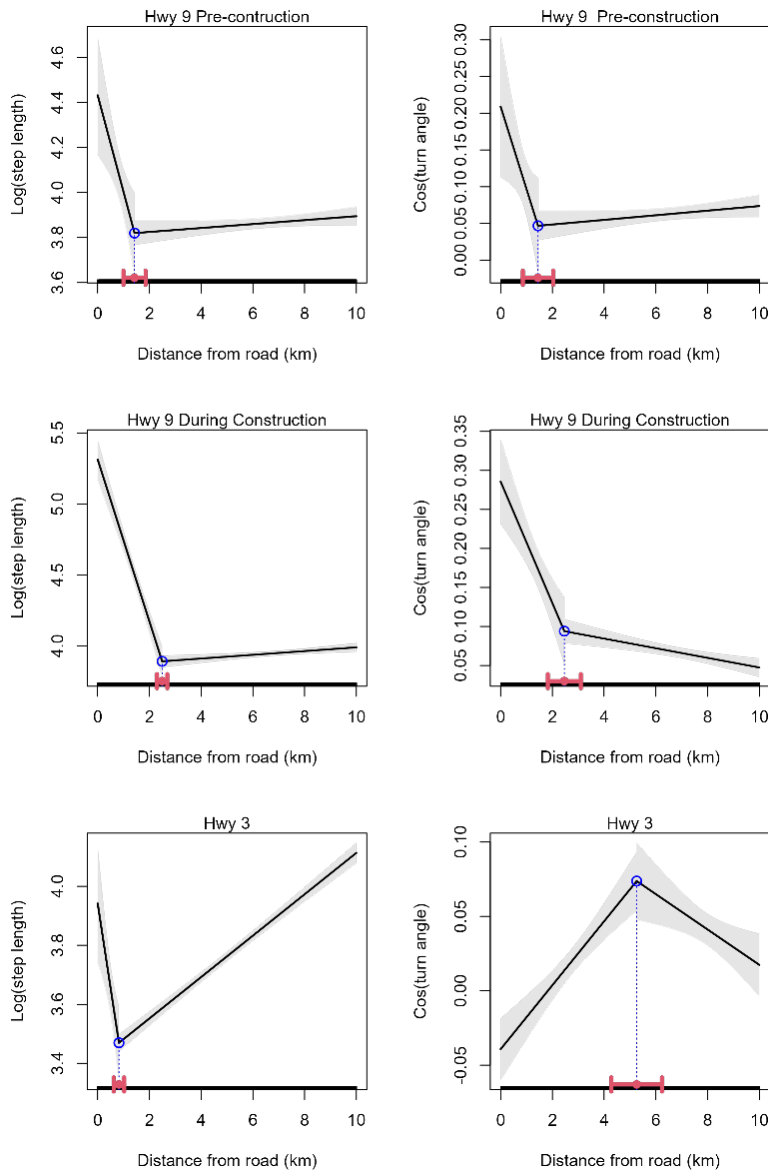 Hwy 9 Pre-contruction
Log(step length)
4.6
4.4
4.2
4.0
3.8
3.6
0 2 4 6 8 10
Distance from road (km)
Hwy 9  Pre-construction
Cos(turn angle)
0.30
0.25
0.20
0.15
0.10
0.05
0.00
0 2 4 6 8 10
Distance from road (km)
Hwy 9 During Construction
Log(step length)
5.5
5.0
4.5
4.0
0 2 4 6 8 10
Distance from road (km)
Hwy 9 During Construction
Cos(turn angle)
0.35
0.30
0.25
0.20
0.15
0.10
0.05
0 2 4 6 8 10
Distance from road (km)
Hwy 3
Log(step length)
4.0
3.8
3.6
3.4
0 2 4 6 8 10
Distance from road (km)
Hwy 3
Cos(turn angle)
0.10
0.05
0.00
-0.05
0 2 4 6 8 10
Distance from road (km)